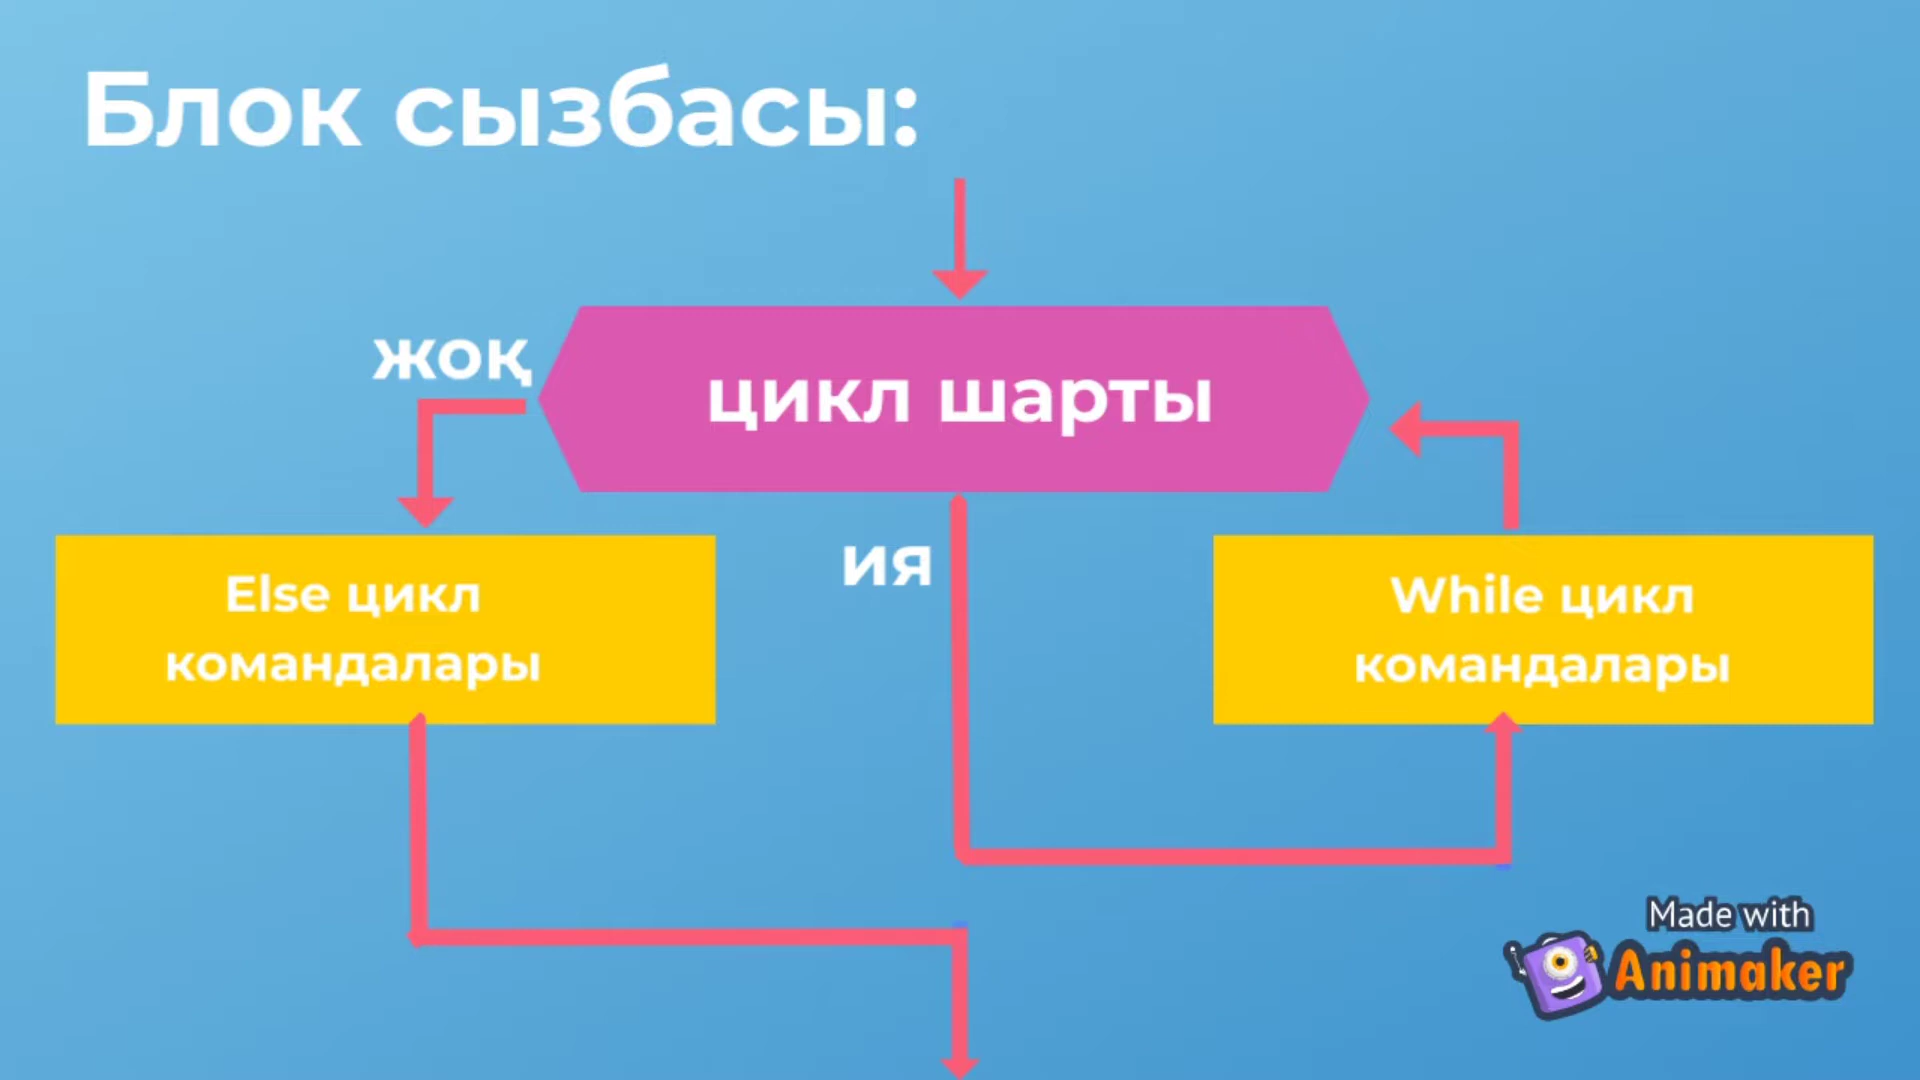 Блок сызбасы:
жоқ
цикл шарты
ия
Else цикл
командалары
While цикл
командалары
Made with
Animaker